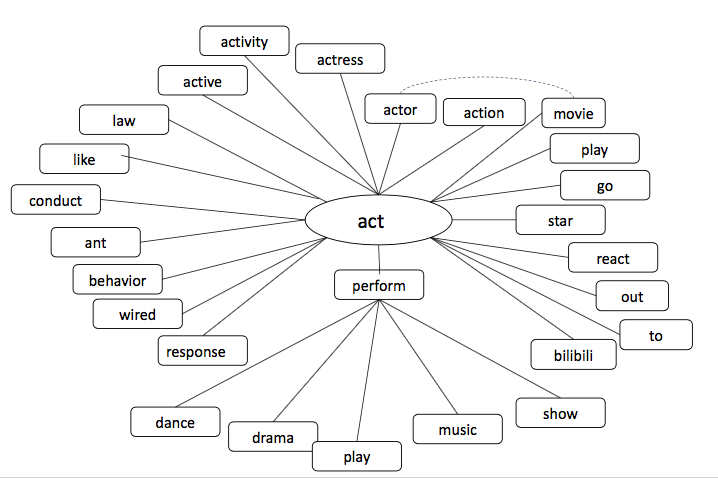 activity
actress
active
actor
action
movie
law
play
like
go
conduct
act
star
ant
react
behavior
perform
out
wired
to
response
bilibili
dance
drama
play
music
show